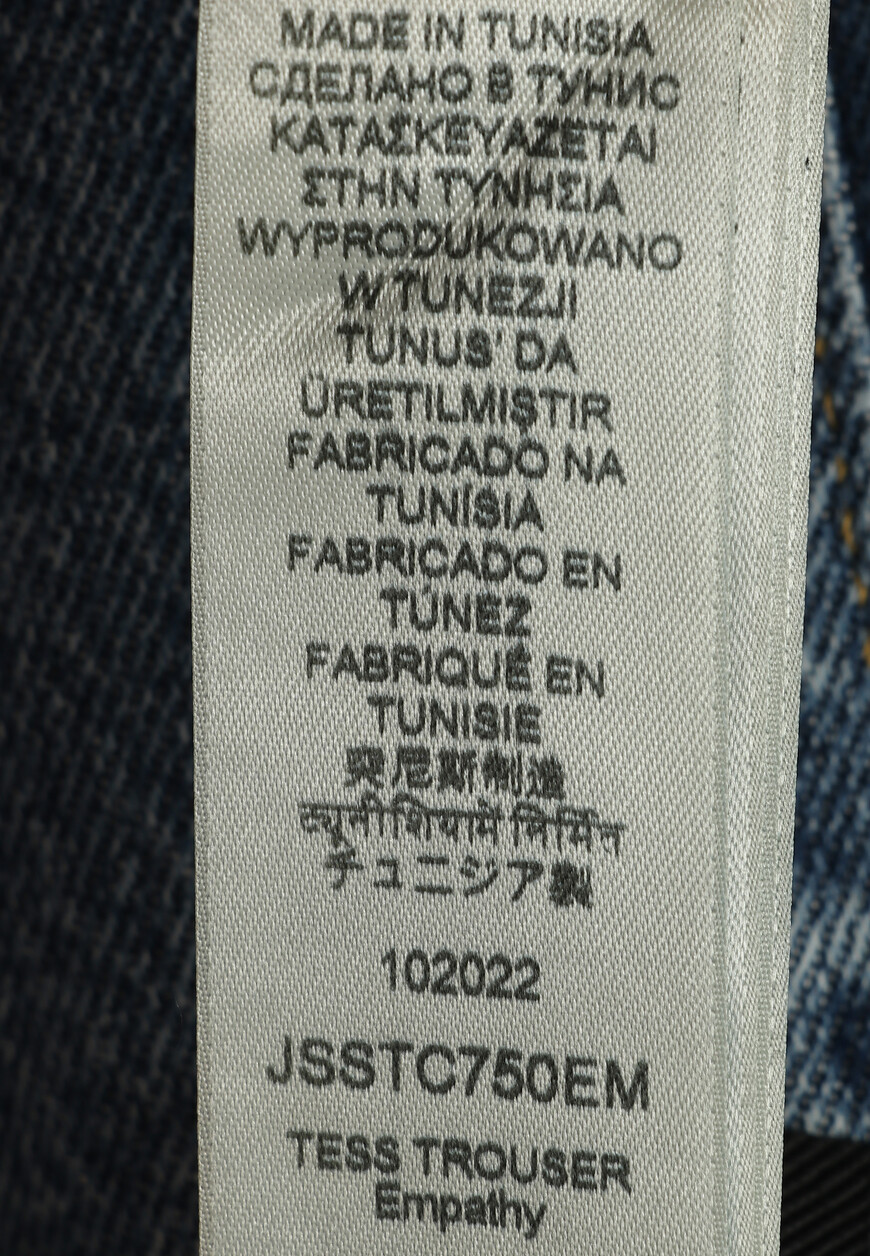 MADE IN TUNISIA
СДЕЛАНО В ТУНИС
ΚΑΤΑΣΚΕΥΑΖΕΤΑΙ
ΣΤΗΝ ΤΥΝΗΣΙΑ
WYPRODUKOWANO
W TUNEZJI
TUNUS' DA
ÜRETILMIŞTIR
FABRICADO NA
TUNÍSIA
FABRICADO EN
TÚNEZ
FABRIQUÉ EN
TUNISIE
突尼斯制造
ट्यूनीशियामें निर्मित
チュニジア製
102022
JSSTC750EM
TESS TROUSER
Empathy